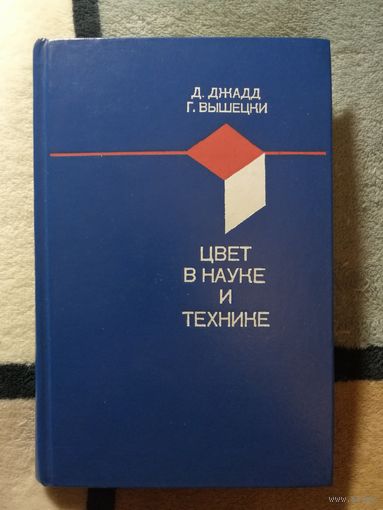 Д. ДЖАДД
Г. ВЫШЕЦКИ
ЦВЕТ
В НАУКЕ
И
ТЕХНИКЕ